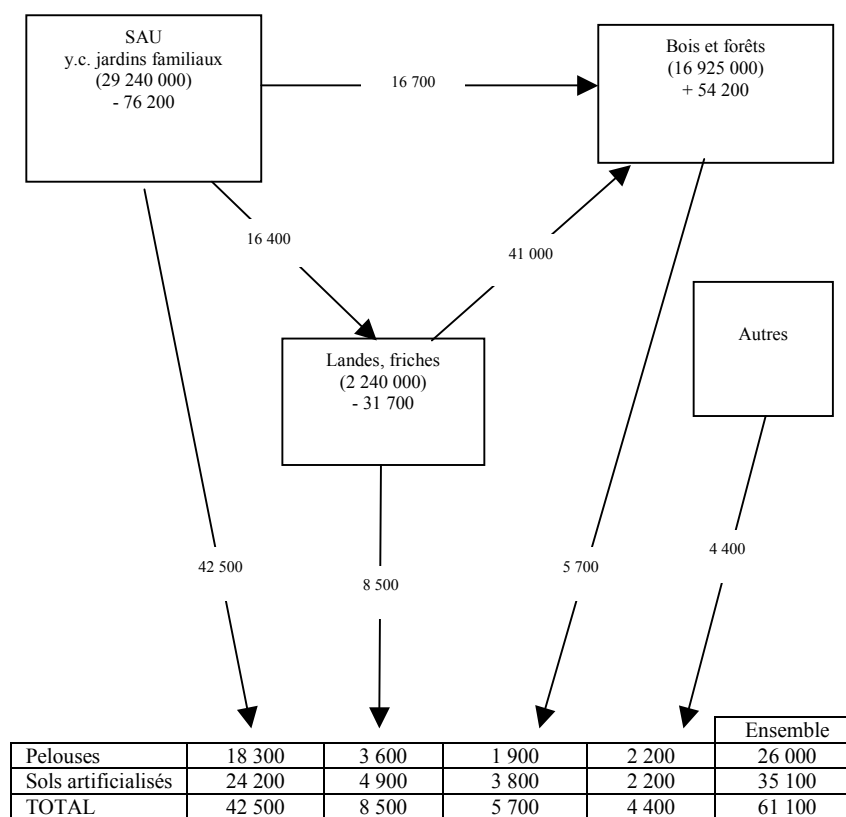 SAU
y.c. jardins familiaux
(29 240 000)
- 76 200
Bois et forêts
(16 925 000)
+ 54 200
16 700
16 400
41 000
Autres
Landes, friches
(2 240 000)
- 31 700
42 500
8 500
5 700
4 400
Ensemble
Pelouses 18 300 3 600 1 900 2 200 26 000
Sols artificialisés 24 200 4 900 3 800 2 200 35 100
TOTAL 42 500 8 500 5 700 4 400 61 100